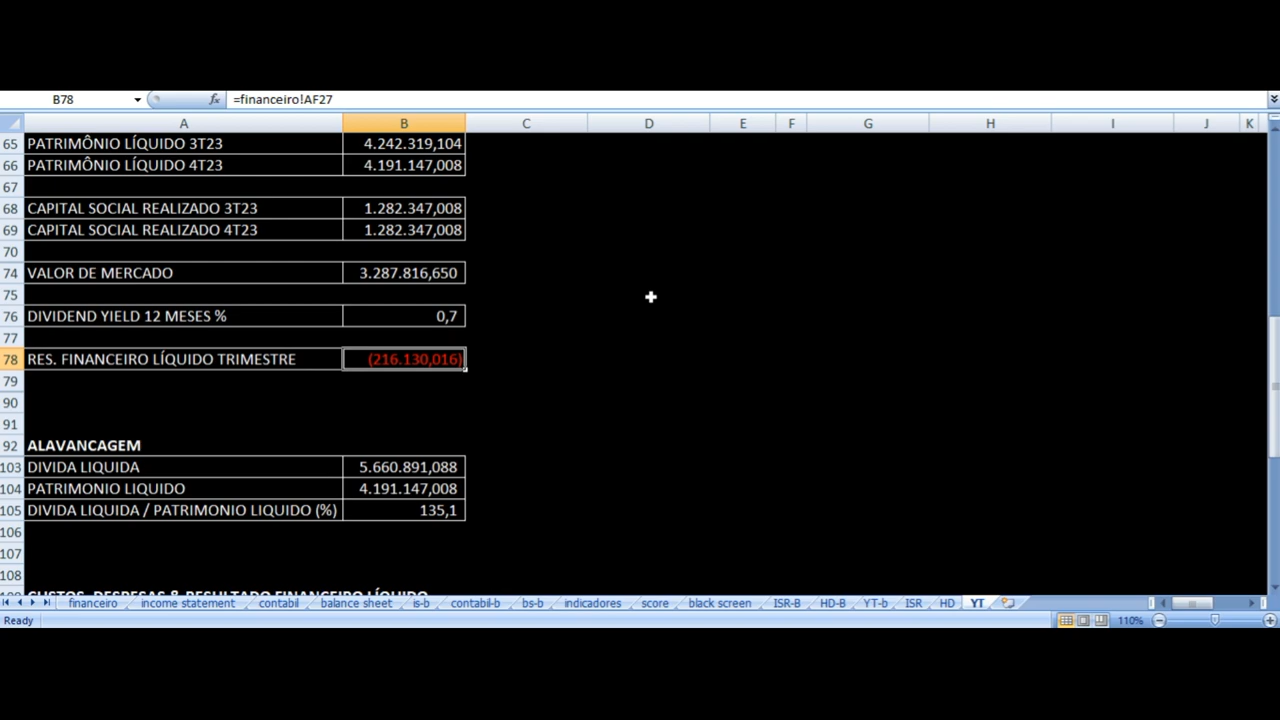 B78 fx =financeiro!AF27
A B C D E F G H I J K
65 PATRIMÔNIO LÍQUIDO 3T23 4.242.319,104
66 PATRIMÔNIO LÍQUIDO 4T23 4.191.147,008
67
68 CAPITAL SOCIAL REALIZADO 3T23 1.282.347,008
69 CAPITAL SOCIAL REALIZADO 4T23 1.282.347,008
70
74 VALOR DE MERCADO 3.287.816,650
75
76 DIVIDEND YIELD 12 MESES % 0,7
77
78 RES. FINANCEIRO LÍQUIDO TRIMESTRE (216.130,016)
79
90
91
92 ALAVANCAGEM
103 DIVIDA LIQUIDA 5.660.891,088
104 PATRIMONIO LIQUIDO 4.191.147,008
105 DIVIDA LIQUIDA / PATRIMONIO LIQUIDO (%) 135,1
106
107
108
CUSTOS, DESPESAS & RESULTADO FINANCEIRO LÍQUIDO
financeiro income statement contabil balance sheet is-b contabil-b bs-b indicadores score black screen ISR-B HD-B YT-b ISR HD YT
Ready 110%